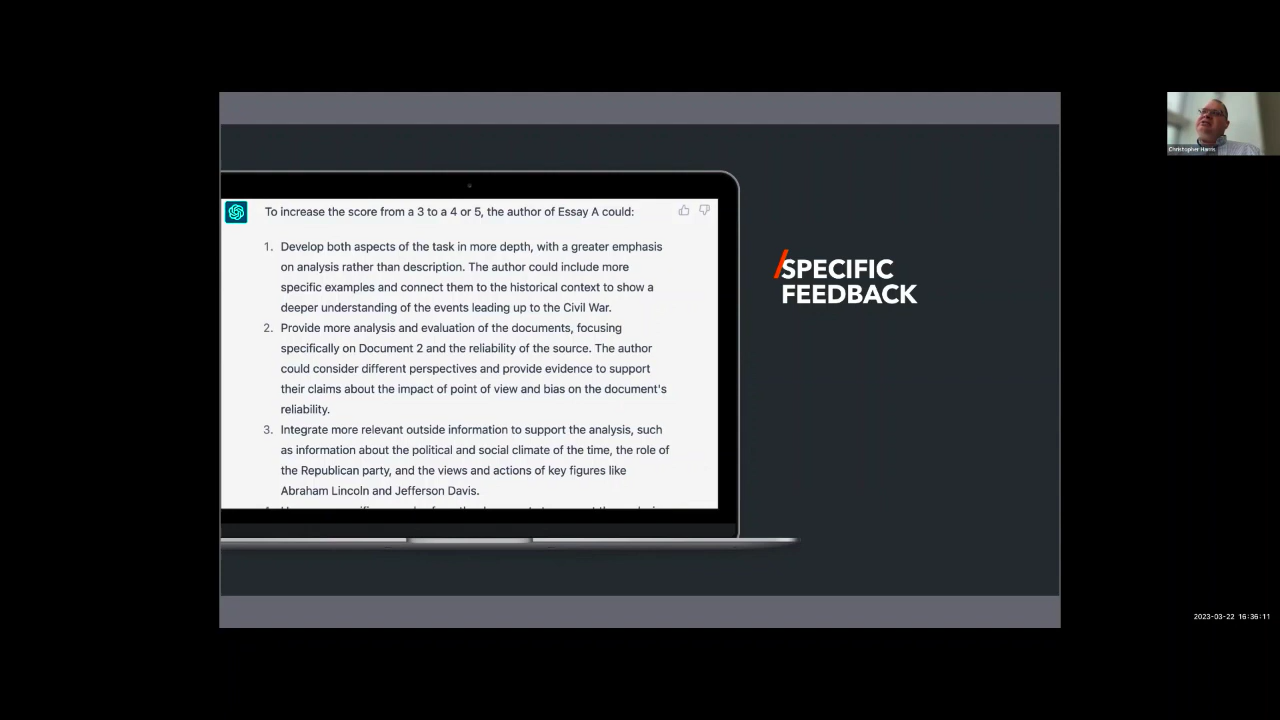 To increase the score from a 3 to a 4 or 5, the author of Essay A could:
1. Develop both aspects of the task in more depth, with a greater emphasis
on analysis rather than description. The author could include more
specific examples and connect them to the historical context to show a
deeper understanding of the events leading up to the Civil War.
2. Provide more analysis and evaluation of the documents, focusing
specifically on Document 2 and the reliability of the source. The author
could consider different perspectives and provide evidence to support
their claims about the impact of point of view and bias on the document's
reliability.
3. Integrate more relevant outside information to support the analysis, such
as information about the political and social climate of the time, the role of
the Republican party, and the views and actions of key figures like
Abraham Lincoln and Jefferson Davis.
/SPECIFIC
FEEDBACK
Christopher Harris
2023-03-22 16:36:11